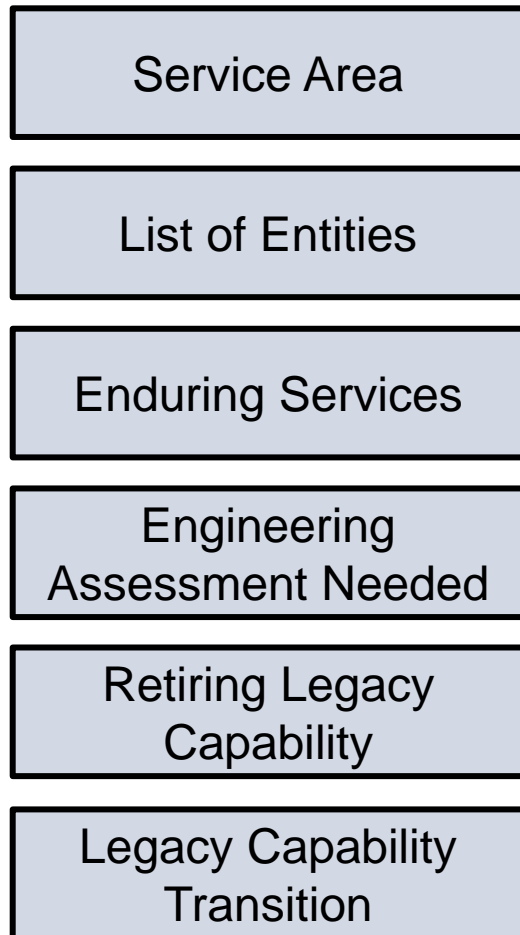 Service Area
List of Entities
Enduring Services
Engineering
Assessment Needed
Retiring Legacy
Capability
Legacy Capability
Transition